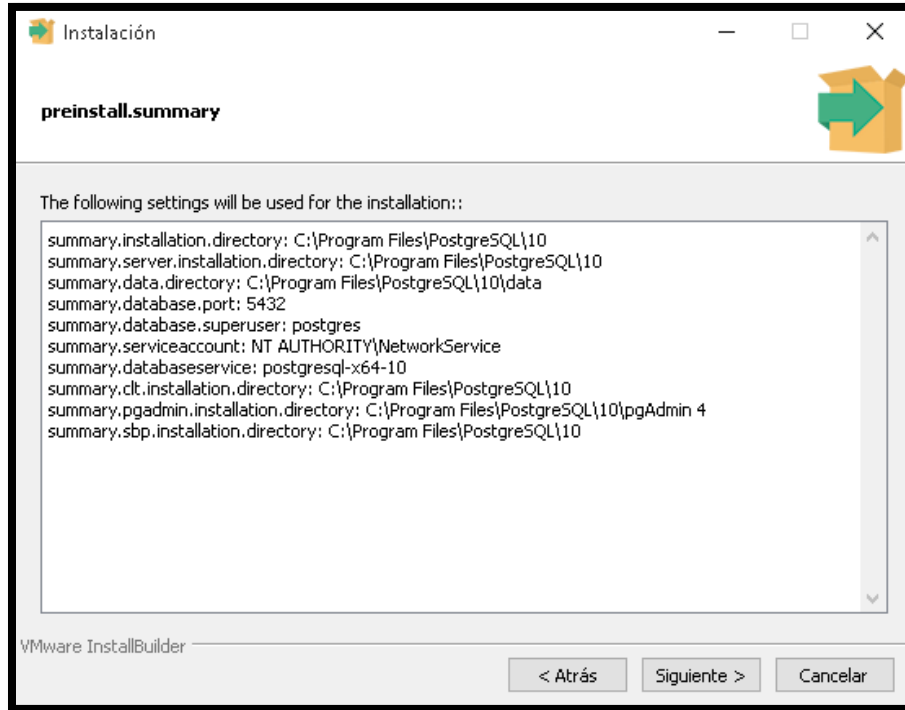 Instalación
preinstall.summary
The following settings will be used for the installation::
summary.installation.directory: C:\Program Files\PostgreSQL\10
summary.server.installation.directory: C:\Program Files\PostgreSQL\10
summary.data.directory: C:\Program Files\PostgreSQL\10\data
summary.database.port: 5432
summary.database.superuser: postgres
summary.serviceaccount: NT AUTHORITY\NetworkService
summary.databaseservice: postgresql-x64-10
summary.clt.installation.directory: C:\Program Files\PostgreSQL\10
summary.pgadmin.installation.directory: C:\Program Files\PostgreSQL\10\pgAdmin 4
summary.sbp.installation.directory: C:\Program Files\PostgreSQL\10
VMware InstallBuilder
< Atrás Siguiente > Cancelar